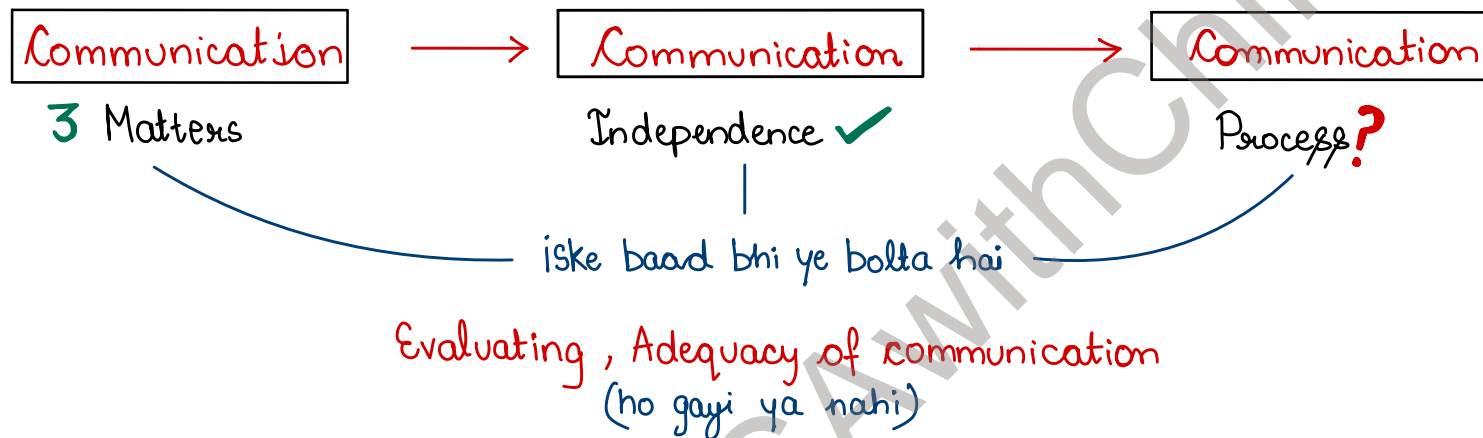 Communication → Communication → Communication
3 Matters Independence ✓ Process?
iske baad bhi ye bolta hai
Evaluating , Adequacy of communication
(ho gayi ya nahi)